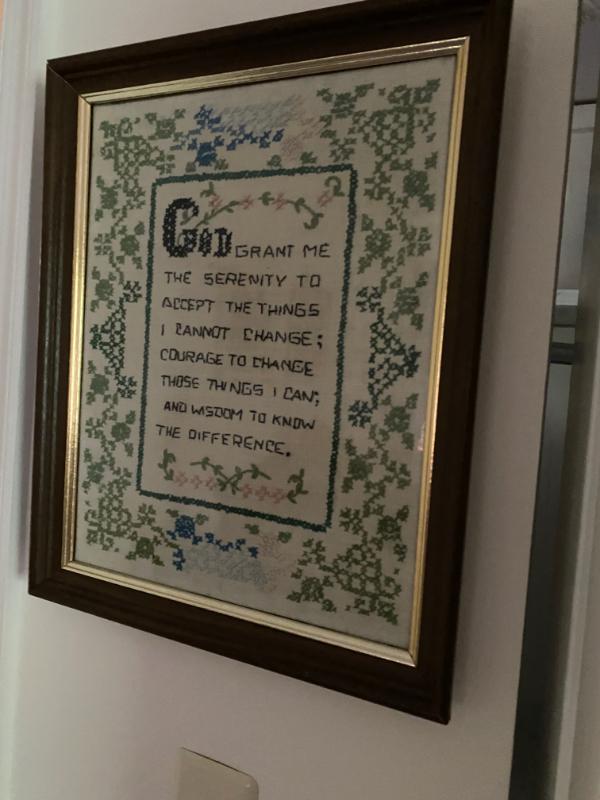 GOD GRANT ME
THE SERENITY TO
ACCEPT THE THINGS
I CANNOT CHANGE;
COURAGE TO CHANGE
THOSE THINGS I CAN;
AND WISDOM TO KNOW
THE DIFFERENCE.